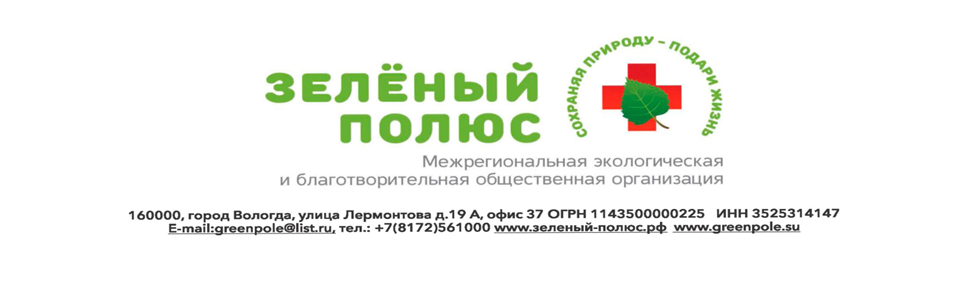 СОХРАНЯЯ ПРИРОДУ – ПОДАРИ ЖИЗНЬ
ЗЕЛЁНЫЙ
ПОЛЮС
Межрегиональная экологическая
и благотворительная общественная организация
160000, город Вологда, улица Лермонтова д.19 А, офис 37 ОГРН 1143500000225 ИНН 3525314147
E-mail:greenpole@list.ru, тел.: +7(8172)561000 www.зеленый-полюс.рф www.greenpole.su